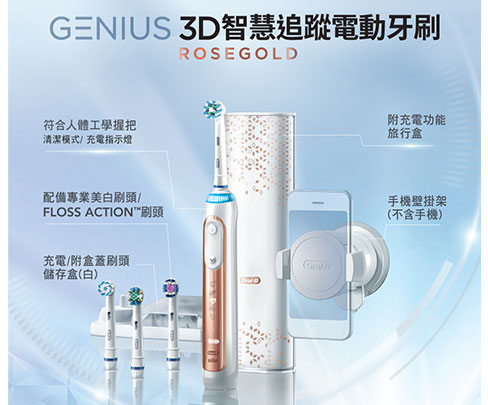 GENIUS 3D智慧追蹤電動牙刷
ROSEGOLD
符合人體工學握把
清潔模式/ 充電指示燈
配備專業美白刷頭/
FLOSS ACTION™刷頭
充電/附盒蓋刷頭
儲存盒(白)
附充電功能
旅行盒
手機壁掛架
(不含手機)
Oral-B
Oral-B